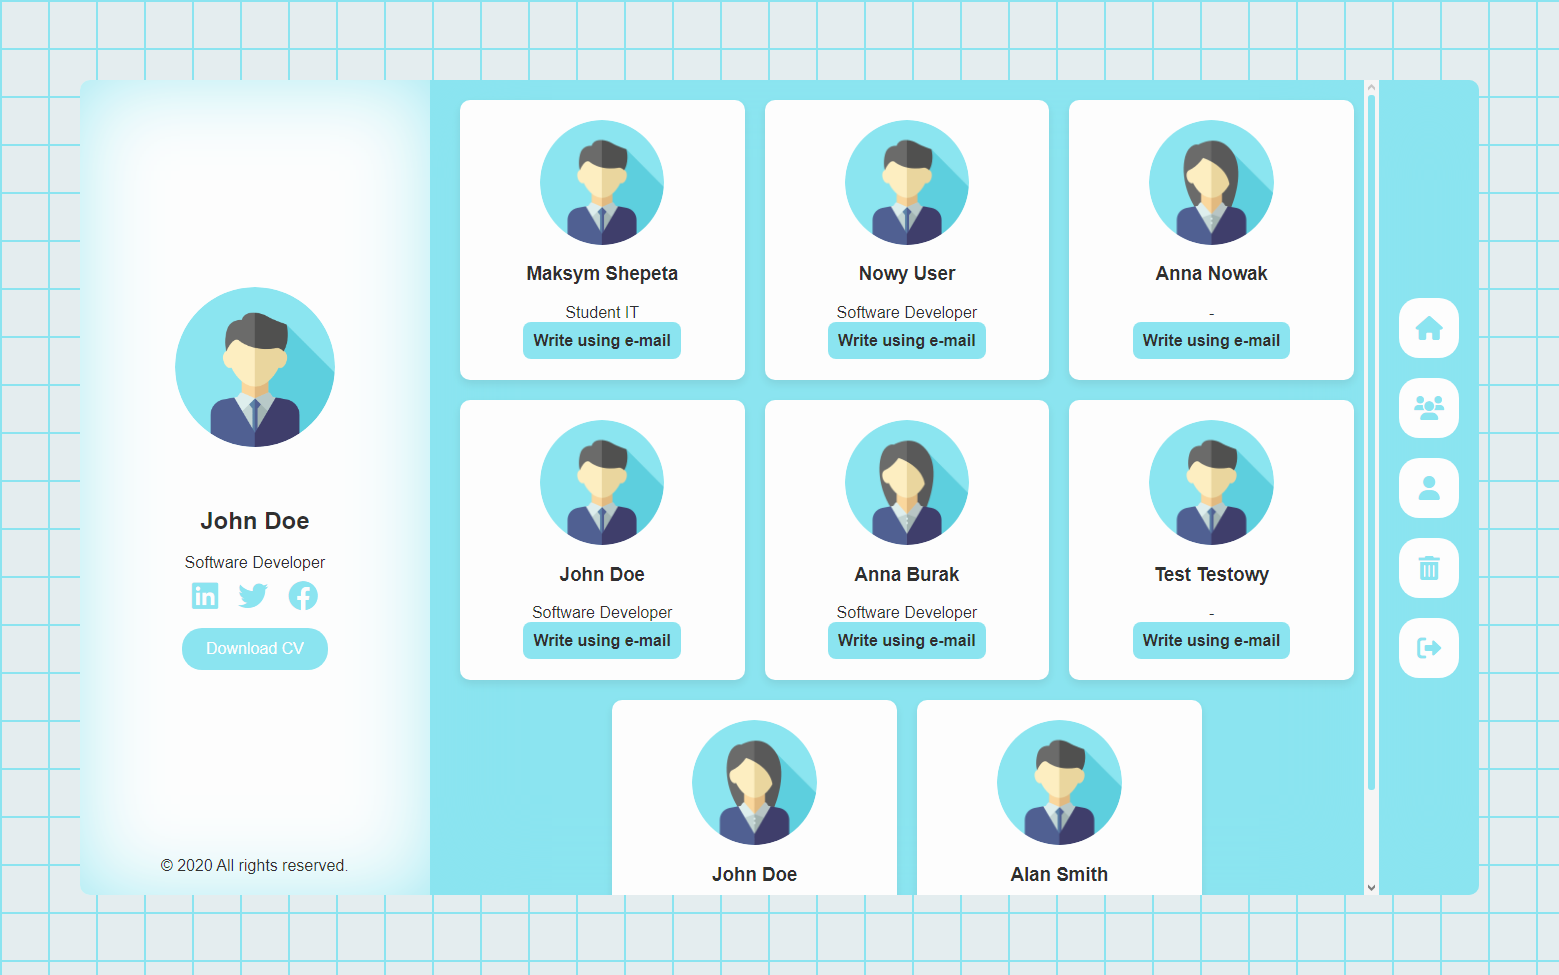 John Doe
Software Developer
Download CV
© 2020 All rights reserved.
Maksym Shepeta
Student IT
Write using e-mail
Nowy User
Software Developer
Write using e-mail
Anna Nowak
-
Write using e-mail
John Doe
Software Developer
Write using e-mail
Anna Burak
Software Developer
Write using e-mail
Test Testowy
-
Write using e-mail
John Doe
Alan Smith